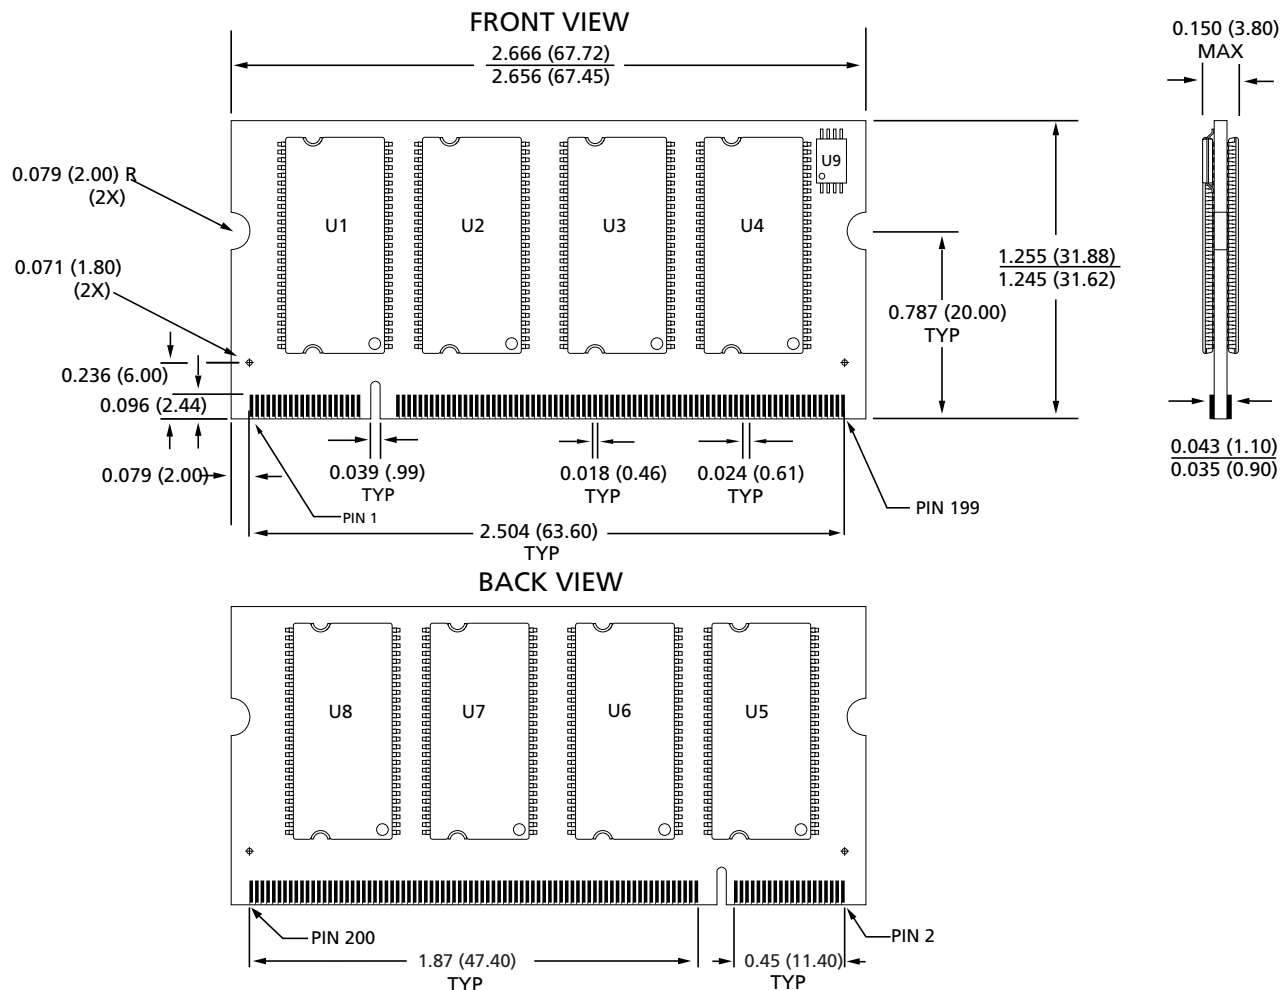 FRONT VIEW
2.666 (67.72)
2.656 (67.45)
0.150 (3.80)
MAX
0.079 (2.00) R
(2X)
U1
U2
U3
U4
U9
0.071 (1.80)
(2X)
1.255 (31.88)
1.245 (31.62)
0.787 (20.00)
TYP
0.236 (6.00)
0.096 (2.44)
0.079 (2.00)
0.039 (.99)
TYP
0.018 (0.46)
TYP
0.024 (0.61)
TYP
0.043 (1.10)
0.035 (0.90)
PIN 1
PIN 199
2.504 (63.60)
TYP
BACK VIEW
U8
U7
U6
U5
PIN 200
PIN 2
1.87 (47.40)
TYP
0.45 (11.40)
TYP